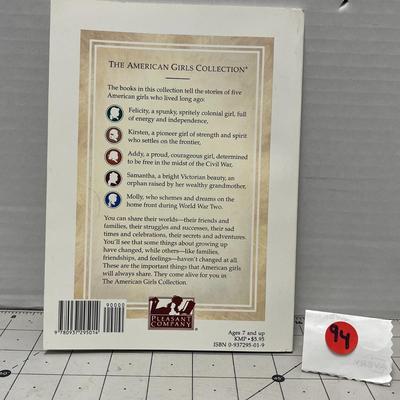 THE AMERICAN GIRLS COLLECTION®
The books in this collection tell the stories of five
American girls who lived long ago:
Felicity, a spunky, spritely colonial girl, full
of energy and independence,
Kirsten, a pioneer girl of strength and spirit
who settles on the frontier,
Addy, a proud, courageous girl, determined
to be free in the midst of the Civil War,
Samantha, a bright Victorian beauty, an
orphan raised by her wealthy grandmother,
Molly, who schemes and dreams on the
home front during World War Two.
You can share their worlds—their friends and
families, their struggles and successes, their sad
times and celebrations, their secrets and adventures.
You'll see that some things about growing up
have changed, while others—like families,
friendships, and feelings—haven't changed at all.
These are the important things that American girls
will always share. They come alive for you in
The American Girls Collection.
90000
9 780937 295014
PLEASANT
COMPANY
Ages 7 and up
KMP • $5.95
ISBN 0-937295-01-9
94